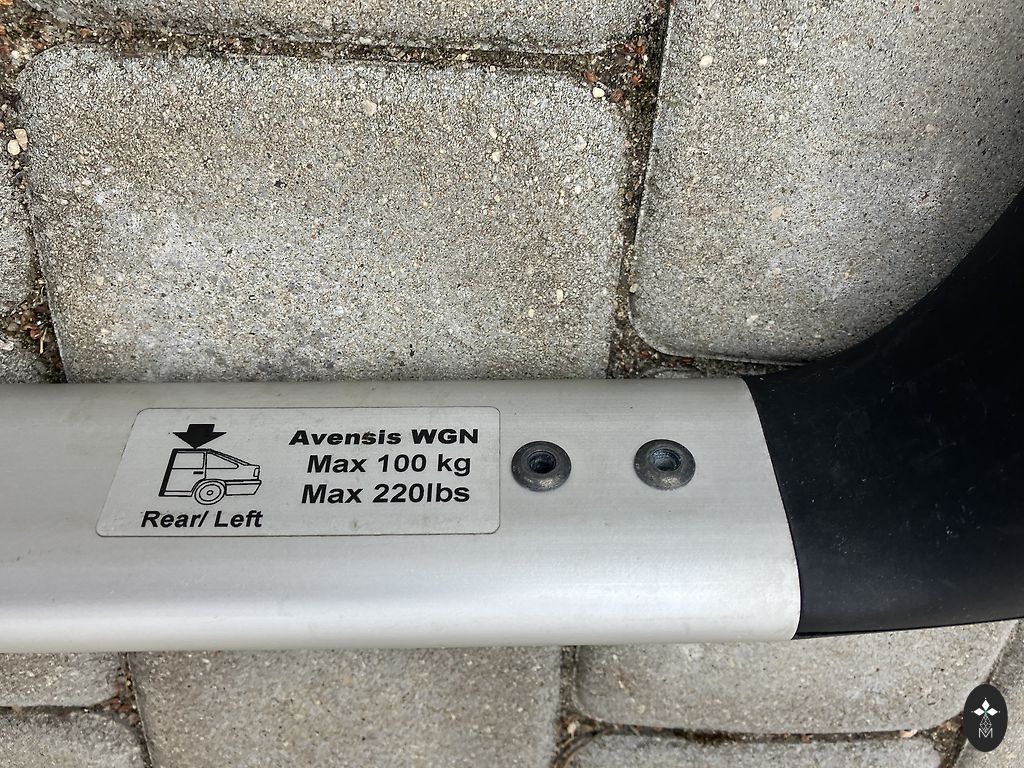 Avensis WGN
Max 100 kg
Max 220lbs
Rear/ Left
M